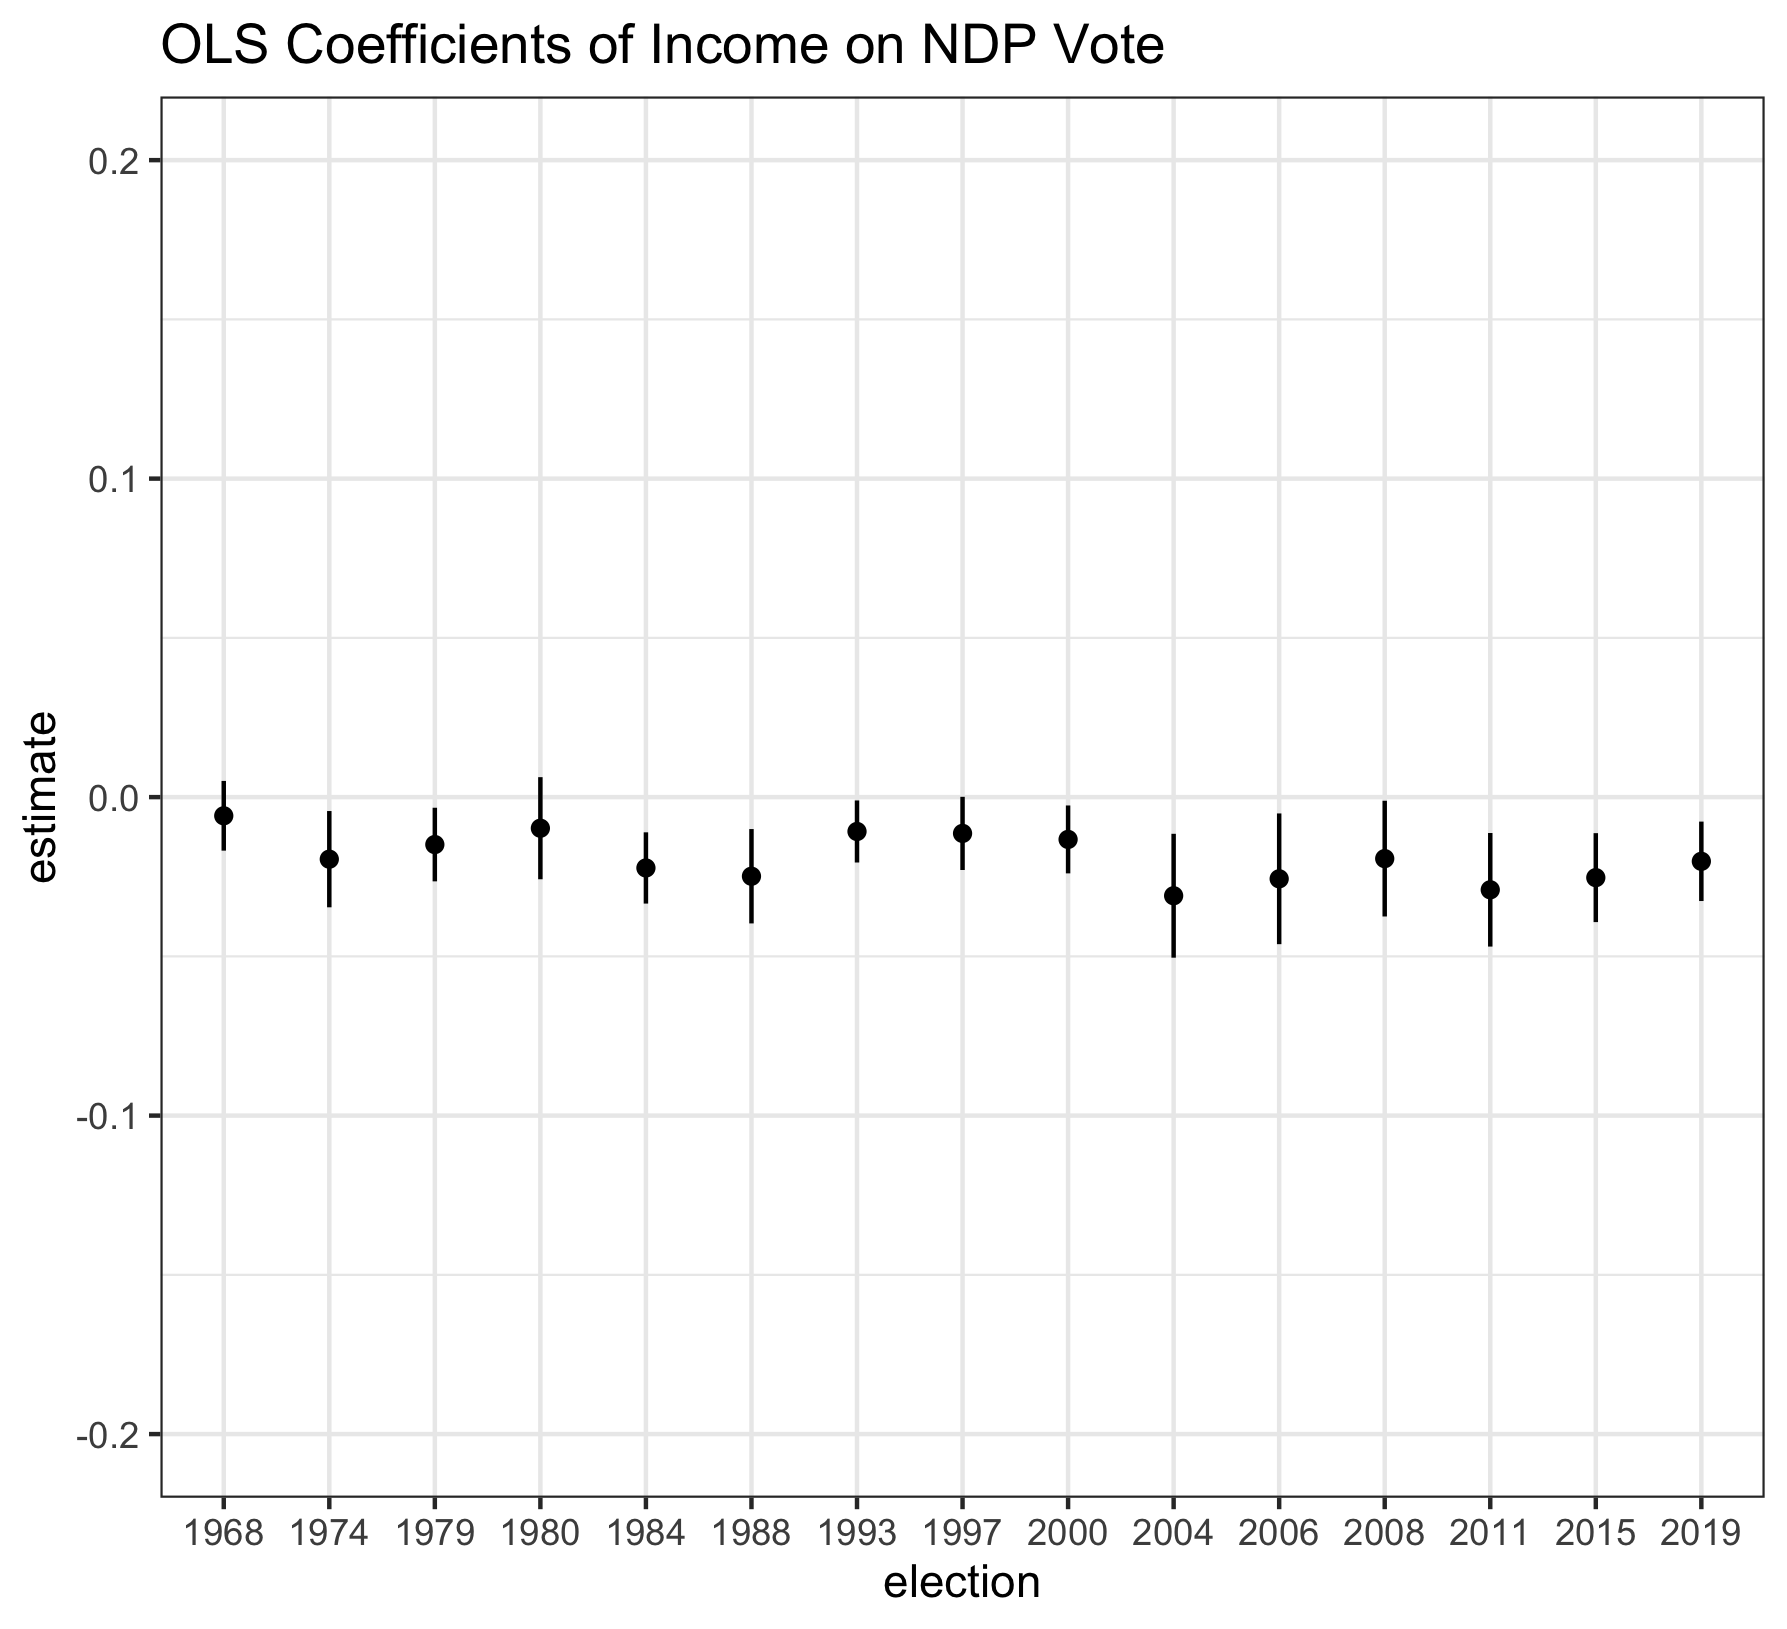 OLS Coefficients of Income on NDP Vote
0.2
0.1
0.0
-0.1
-0.2
estimate
1968 1974 1979 1980 1984 1988 1993 1997 2000 2004 2006 2008 2011 2015 2019
election